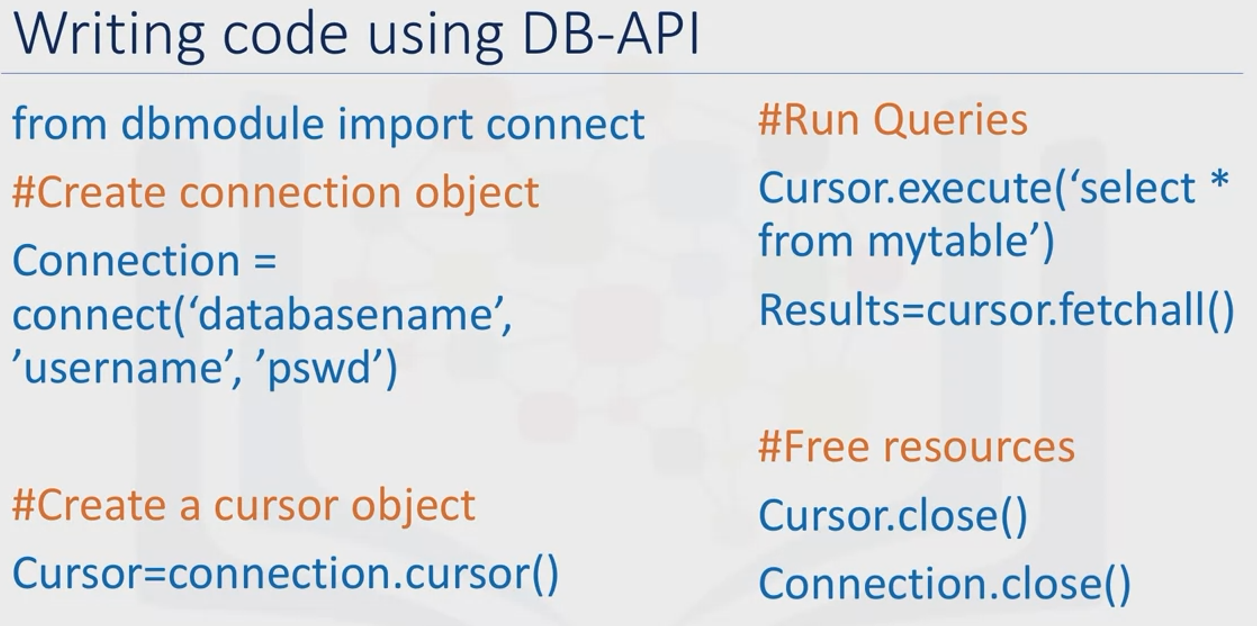 Writing code using DB-API
from dbmodule import connect
#Create connection object
Connection =
connect(‘databasename’,
’username’, ’pswd’)
#Create a cursor object
Cursor=connection.cursor()
#Run Queries
Cursor.execute(‘select *
from mytable’)
Results=cursor.fetchall()
#Free resources
Cursor.close()
Connection.close()